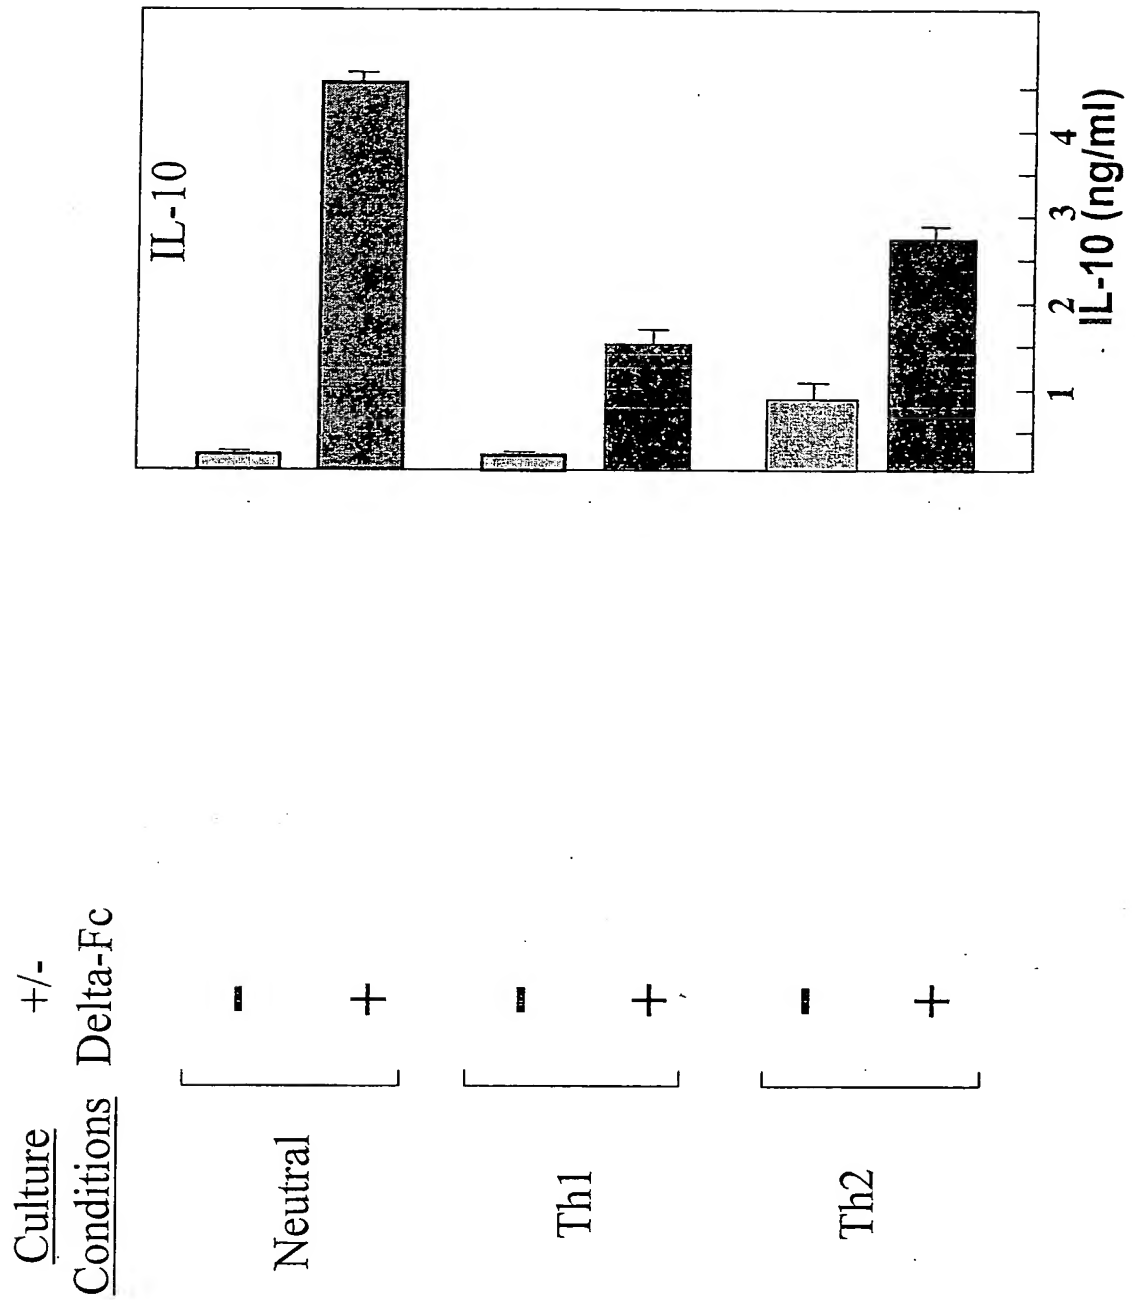 Culture +/-
Conditions Delta-Fc
IL-10
Neutral
-
+
Th1
-
+
Th2
-
+
1 2 3 4
IL-10 (ng/ml)